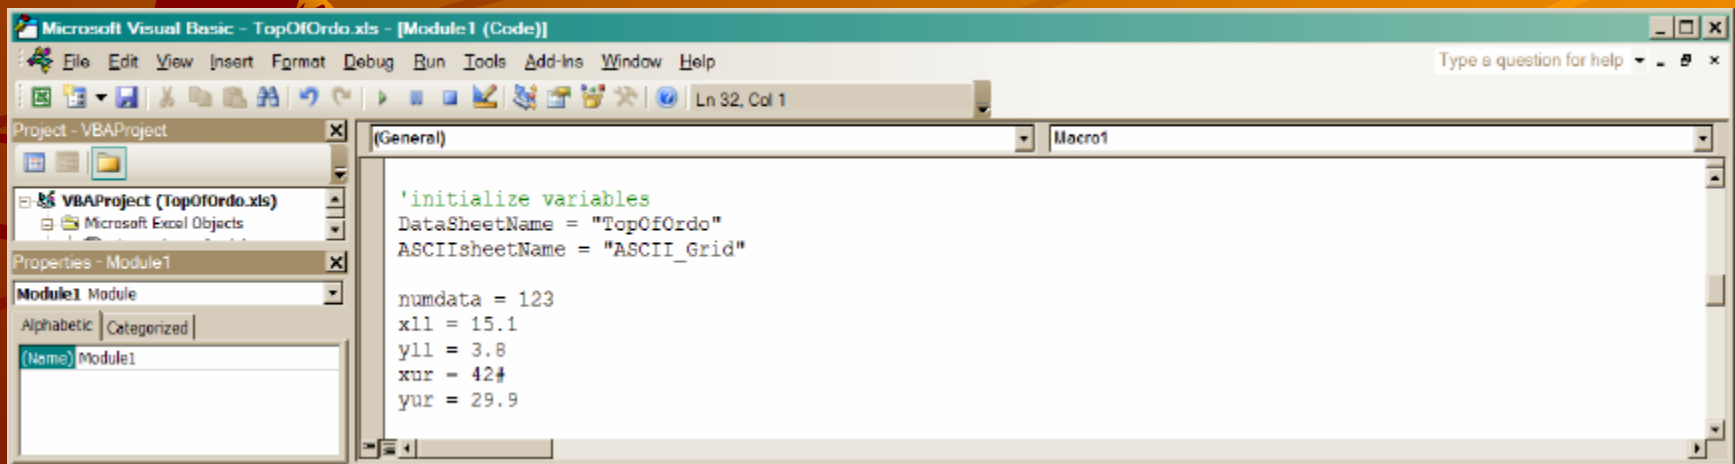 Microsoft Visual Basic - TopOfOrdo.xls - [Module1 (Code)]
File Edit View Insert Format Debug Run Tools Add-Ins Window Help
Type a question for help
Ln 32, Col 1
Project - VBAProject
VBAProject (TopOfOrdo.xls)
Microsoft Excel Objects
Properties - Module1
Module1 Module
Alphabetic Categorized
(Name) Module1
(General)
Macro1
'initialize variables
DataSheetName = "TopOfOrdo"
ASCIIsheetName = "ASCII_Grid"
numdata = 123
xll = 15.1
yll = 3.8
xur = 42#
yur = 29.9